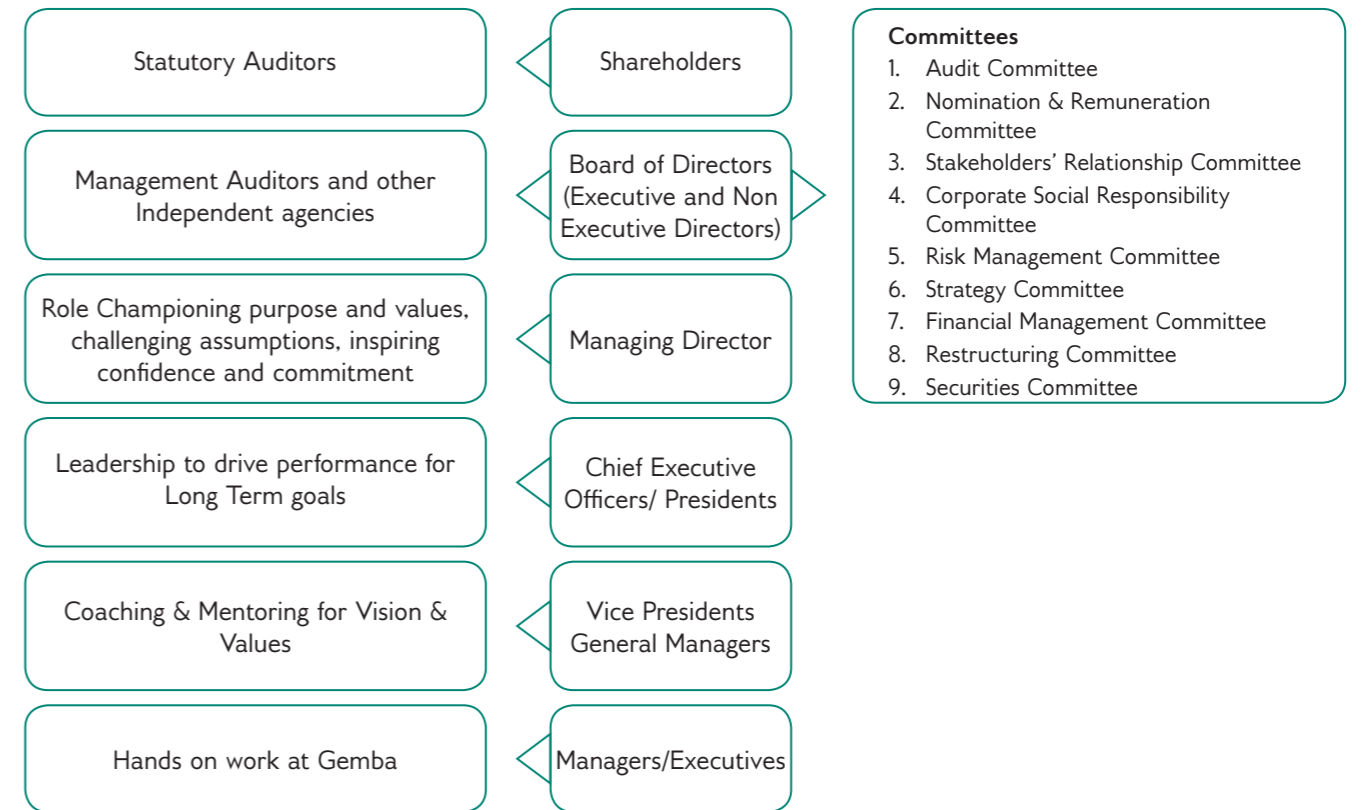 Statutory Auditors
Shareholders
Management Auditors and other
Independent agencies
Board of Directors
(Executive and Non
Executive Directors)
Role Championing purpose and values,
challenging assumptions, inspiring
confidence and commitment
Managing Director
Leadership to drive performance for
Long Term goals
Chief Executive
Officers/ Presidents
Coaching & Mentoring for Vision &
Values
Vice Presidents
General Managers
Hands on work at Gemba
Managers/Executives
Committees
1. Audit Committee
2. Nomination & Remuneration
Committee
3. Stakeholders’ Relationship Committee
4. Corporate Social Responsibility
Committee
5. Risk Management Committee
6. Strategy Committee
7. Financial Management Committee
8. Restructuring Committee
9. Securities Committee